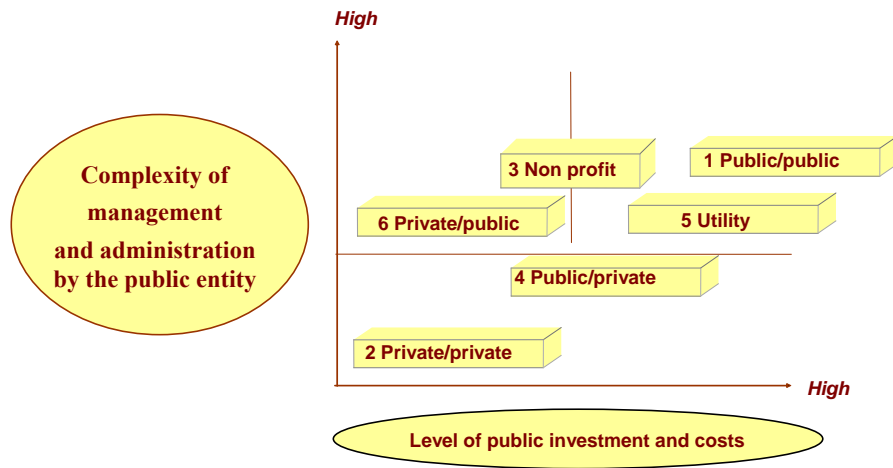 High
3 Non profit
1 Public/public
Complexity of
management
and administration
by the public entity
6 Private/public
5 Utility
4 Public/private
2 Private/private
High
Level of public investment and costs